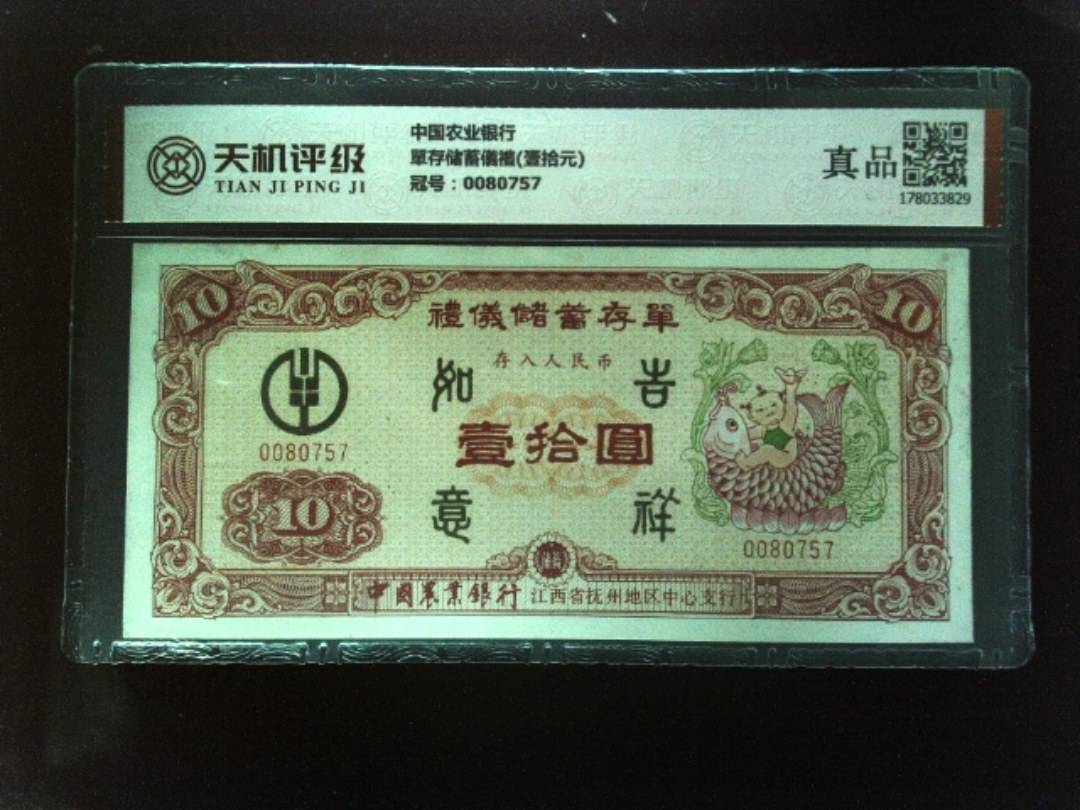 天机评级
TIAN JI PING JI
中国农业银行
單存储蓄儀禮(壹拾元)
冠号：0080757
真品
178033829
10
10
禮儀儲蓄存單
存入人民币
如
吉
0080757
壹拾圓
10
意
祥
0080757
中國農業銀行 江西省抚州地区中心支行